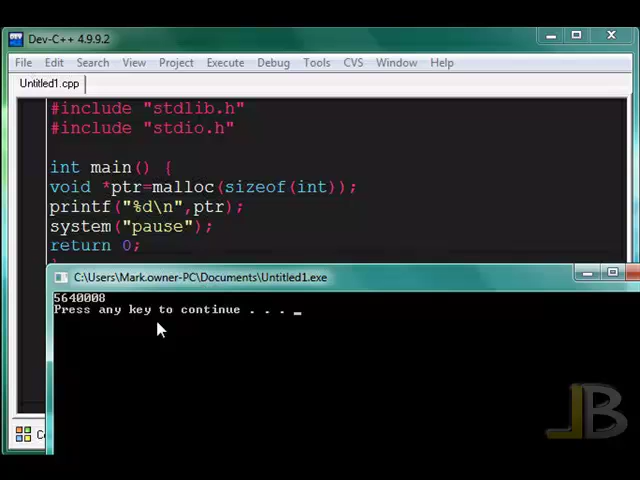 Dev-C++ 4.9.9.2
File Edit Search View Project Execute Debug Tools CVS Window Help
Untitled1.cpp
#include "stdlib.h"
#include "stdio.h"
int main() {
void *ptr=malloc(sizeof(int));
printf("%d\n",ptr);
system("pause");
return 0;
C:\Users\Mark.owner-PC\Documents\Untitled1.exe
5640008
Press any key to continue . . . _
LB